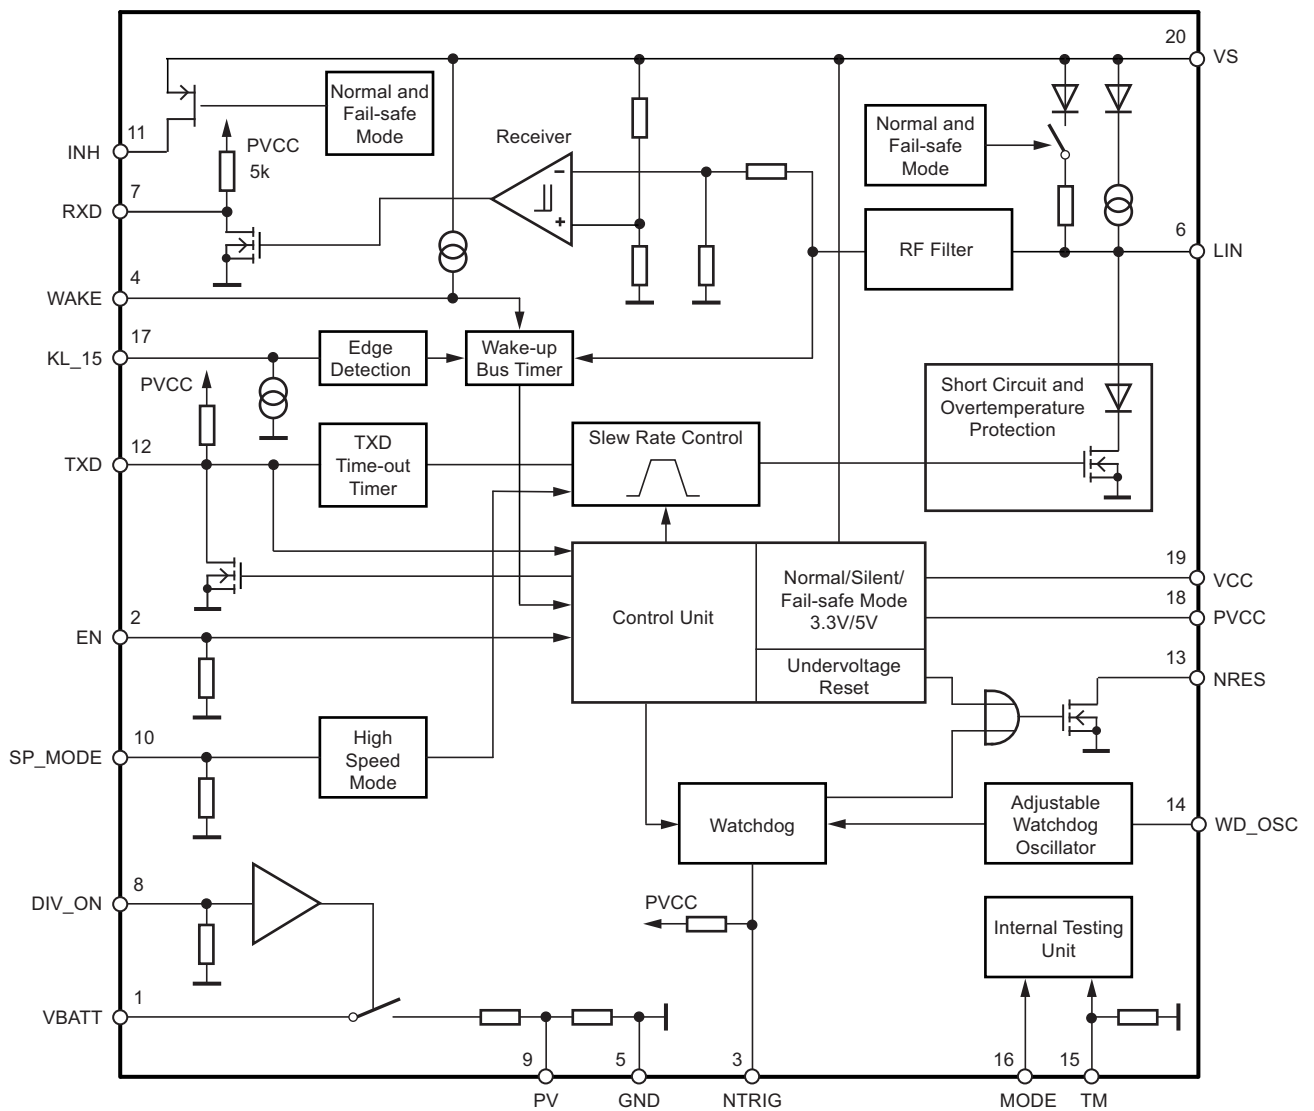 20
VS
Normal and
Fail-safe
Mode
11
INH
PVCC
5k
Receiver
-
+
Normal and
Fail-safe
Mode
7
RXD
RF Filter
6
LIN
4
WAKE
17
KL_15
Edge
Detection
Wake-up
Bus Timer
PVCC
Short Circuit and
Overtemperature
Protection
12
TXD
TXD
Time-out
Timer
Slew Rate Control
Control Unit
Normal/Silent/
Fail-safe Mode
3.3V/5V
19
VCC
18
PVCC
2
EN
Undervoltage
Reset
13
NRES
10
SP_MODE
High
Speed
Mode
Watchdog
Adjustable
Watchdog
Oscillator
14
WD_OSC
8
DIV_ON
PVCC
Internal Testing
Unit
1
VBATT
9
PV
5
GND
3
NTRIG
16
MODE
15
TM